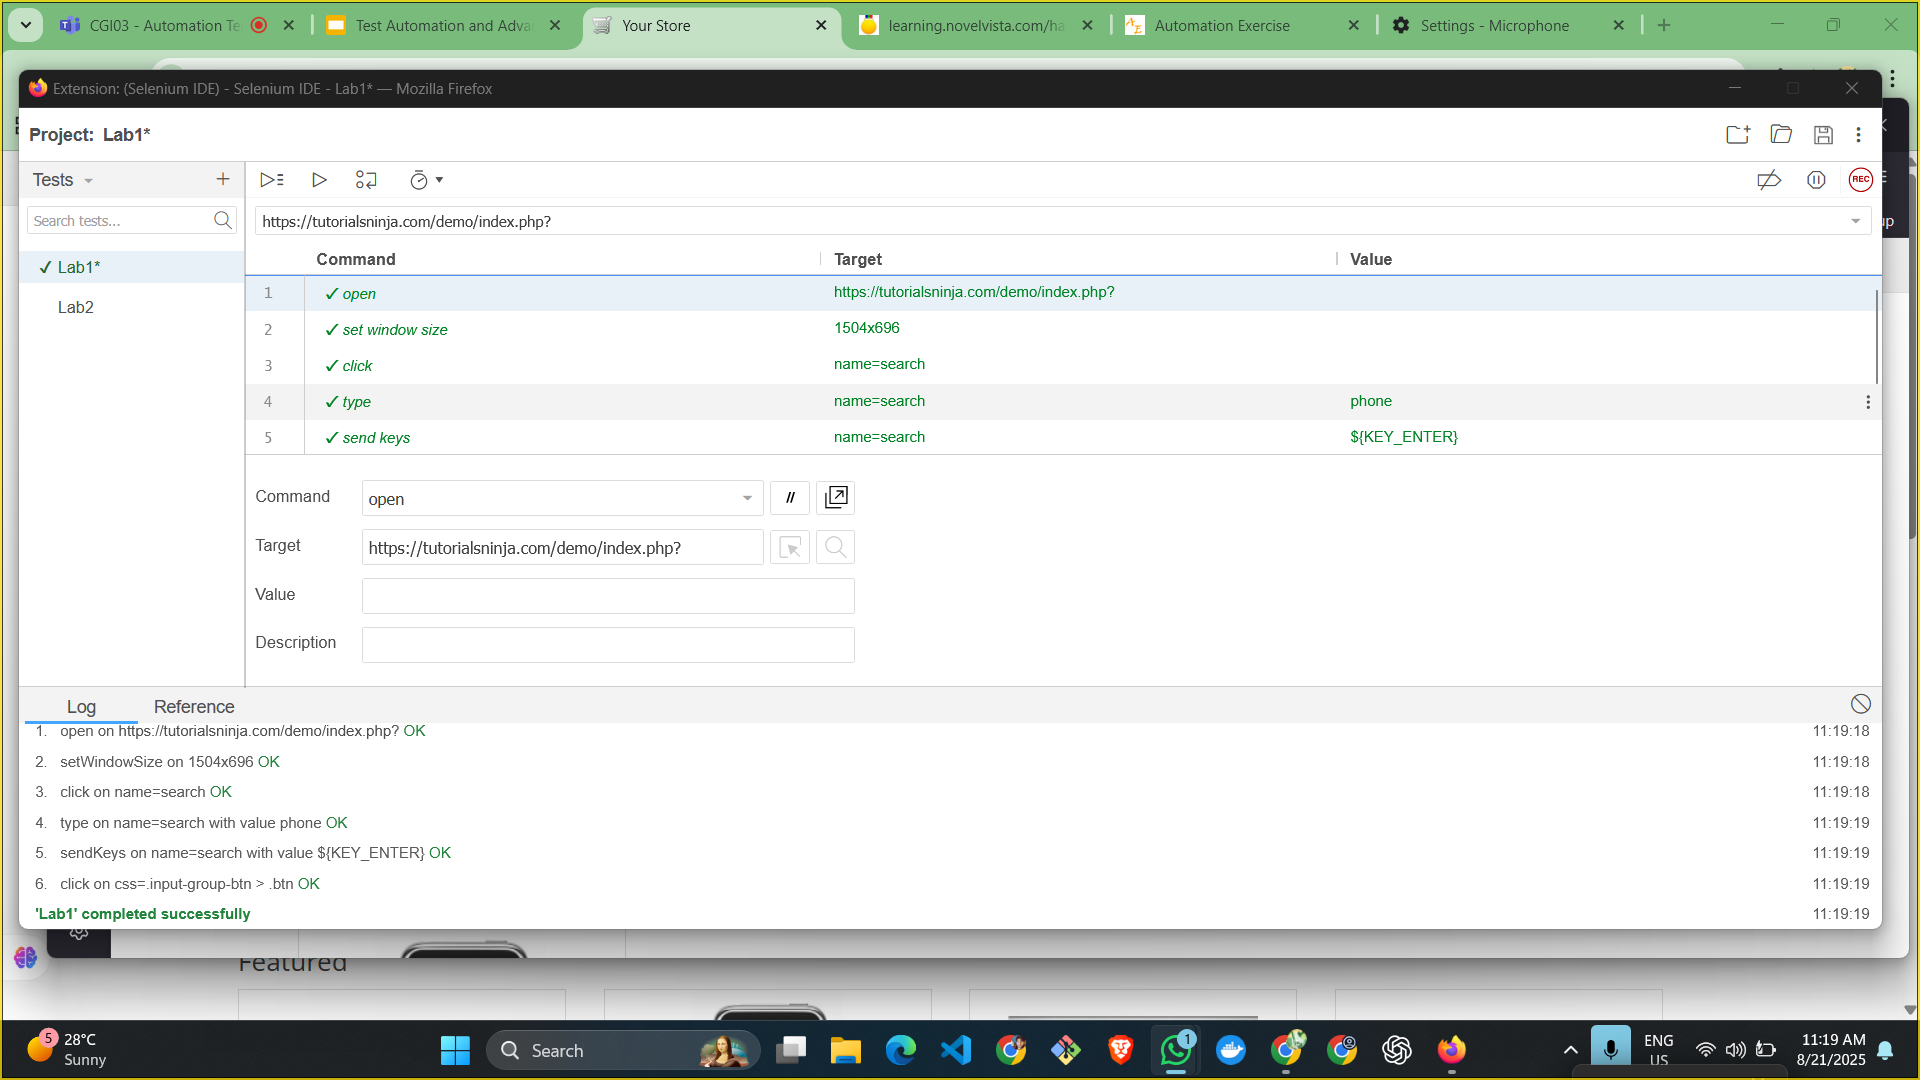 CGI03 - Automation Te
Test Automation and Adva
Your Store
learning.novelvista.com/ha
Automation Exercise
Settings - Microphone
Extension: (Selenium IDE) - Selenium IDE - Lab1* — Mozilla Firefox
Project: Lab1*
Tests
REC
Search tests...
https://tutorialsninja.com/demo/index.php?
up
Command Target Value
Lab1*
Lab2
1 ✓ open https://tutorialsninja.com/demo/index.php?
2 ✓ set window size 1504x696
3 ✓ click name=search
4 ✓ type name=search phone
5 ✓ send keys name=search ${KEY_ENTER}
Command open //
Target https://tutorialsninja.com/demo/index.php?
Value
Description
Log Reference
1. open on https://tutorialsninja.com/demo/index.php? OK 11:19:18
2. setWindowSize on 1504x696 OK 11:19:18
3. click on name=search OK 11:19:18
4. type on name=search with value phone OK 11:19:19
5. sendKeys on name=search with value ${KEY_ENTER} OK 11:19:19
6. click on css=.input-group-btn > .btn OK 11:19:19
'Lab1' completed successfully 11:19:19
Featured
5
28°C
Sunny
Search
1
ENG
US
11:19 AM
8/21/2025